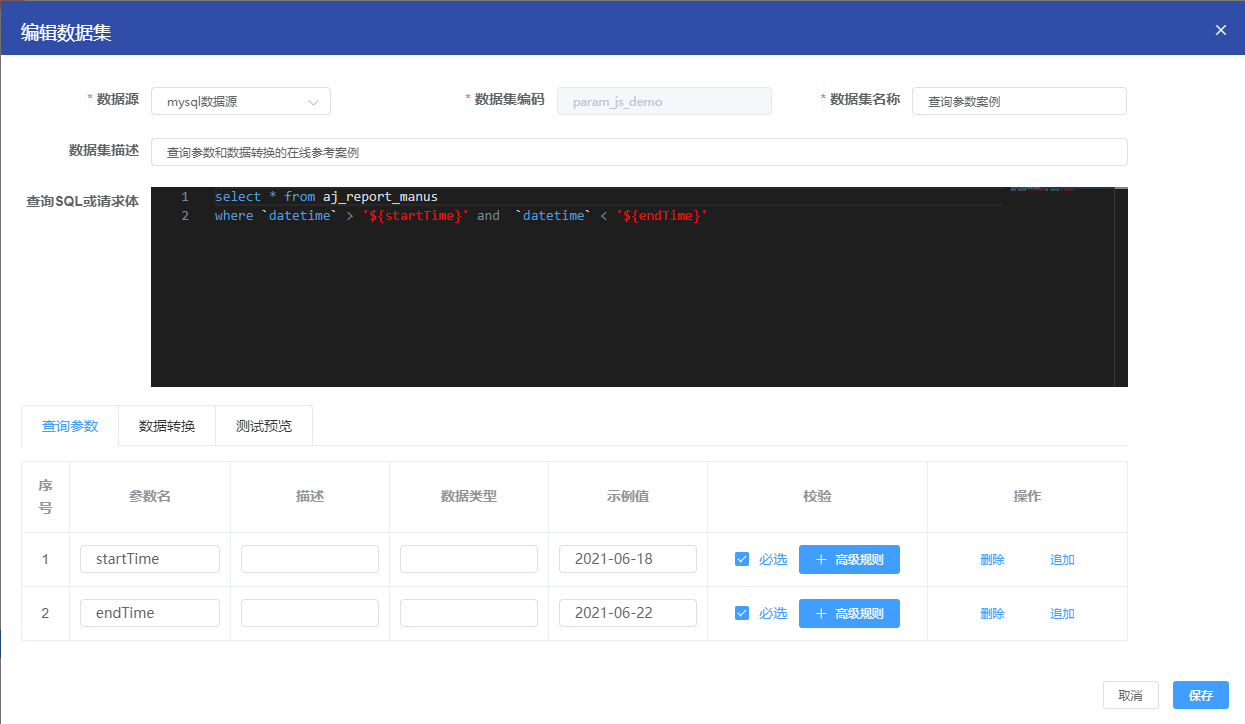 编辑数据集
* 数据源 mysql数据源 * 数据集编码 param_js_demo * 数据集名称 查询参数案例
数据集描述 查询参数和数据转换的在线参考案例
查询SQL或请求体
1 select * from aj_report_manus
2 where `datetime` > '${startTime}' and  `datetime` < '${endTime}'
查询参数 数据转换 测试预览
序号 参数名 描述 数据类型 示例值 校验 操作
1 startTime 2021-06-18 必选 + 高级规则 删除 追加
2 endTime 2021-06-22 必选 + 高级规则 删除 追加
取消 保存